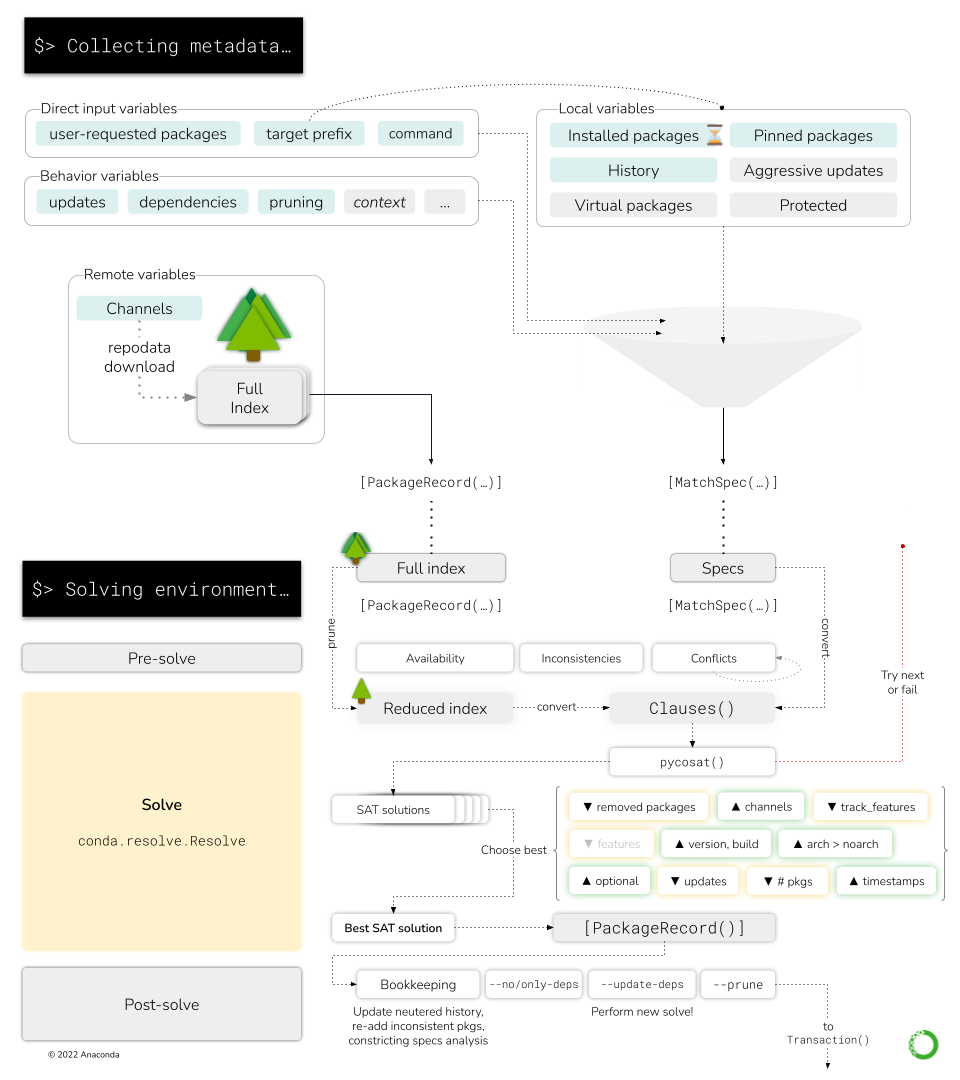 $> Collecting metadata…
Direct input variables
user-requested packages
target prefix
command
Local variables
Installed packages
Pinned packages
History
Aggressive updates
Virtual packages
Protected
Behavior variables
updates
dependencies
pruning
context
...
Remote variables
Channels
repodata
download
Full
Index
[PackageRecord(…)]
[MatchSpec(…)]
$> Solving environment…
Full index
Specs
[PackageRecord(…)]
[MatchSpec(…)]
prune
convert
Pre-solve
Availability
Inconsistencies
Conflicts
Try next
or fail
Reduced index
convert
Clauses()
pycosat()
Solve
conda.resolve.Resolve
SAT solutions
Choose best
▼ removed packages
▲ channels
▼ track_features
▼ features
▲ version, build
▲ arch > noarch
▲ optional
▼ updates
▼ # pkgs
▲ timestamps
Best SAT solution
[PackageRecord()]
Post-solve
Bookkeeping
--no/only-deps
--update-deps
--prune
Update neutered history,
re-add inconsistent pkgs,
constricting specs analysis
Perform new solve!
to
Transaction()
© 2022 Anaconda